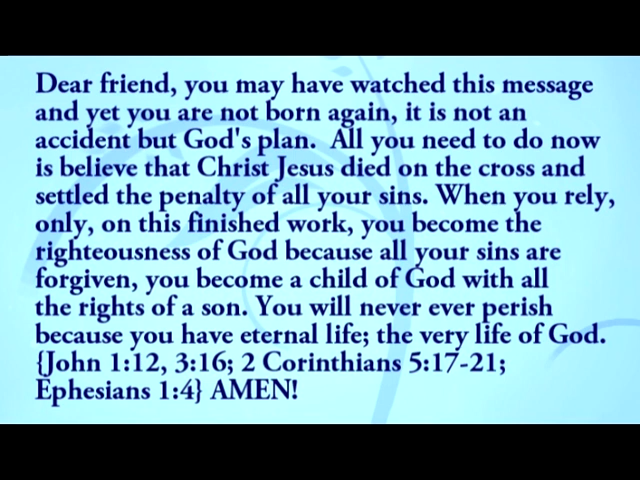 Dear friend, you may have watched this message
and yet you are not born again, it is not an
accident but God's plan.  All you need to do now
is believe that Christ Jesus died on the cross and
settled the penalty of all your sins. When you rely,
only, on this finished work, you become the
righteousness of God because all your sins are
forgiven, you become a child of God with all
the rights of a son. You will never ever perish
because you have eternal life; the very life of God.
{John 1:12, 3:16; 2 Corinthians 5:17-21;
Ephesians 1:4} AMEN!